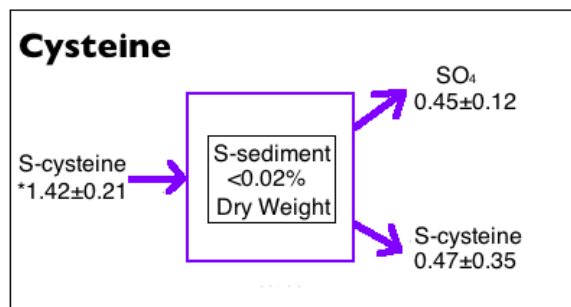 Cysteine
SO₄
0.45±0.12
S-cysteine
*1.42±0.21
S-sediment
<0.02%
Dry Weight
S-cysteine
0.47±0.35